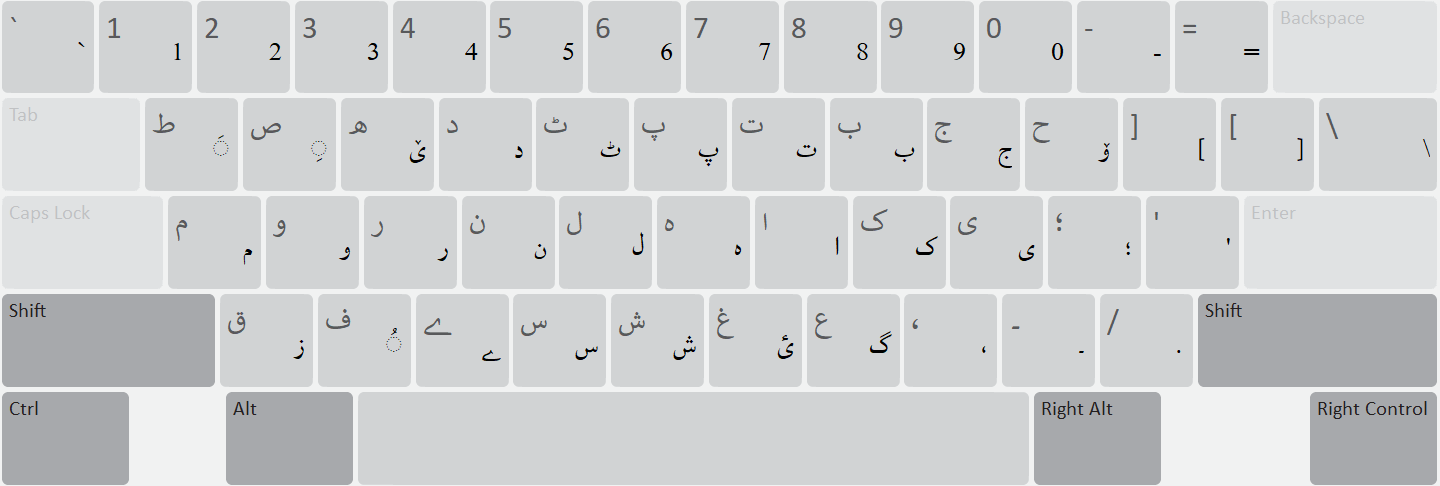 ` ` 1 1 2 2 3 3 4 4 5 5 6 6 7 7 8 8 9 9 0 0 - - = = Backspace
Tab ط ◌َ ص ◌ِ ھ ێ د د ٹ ٹ پ پ ت ت ب ب ج ج ح ۆ ] [ [ ] \ \
Caps Lock م م و و ر ر ن ن ل ل ہ ہ ا ا ک ک ی ی ؛ ؛ ' ' Enter
Shift ق ز ف ◌ُ ے ے س س ش ش غ ئ ع گ ، ، ۔ ۔ / . Shift
Ctrl Alt Right Alt Right Control